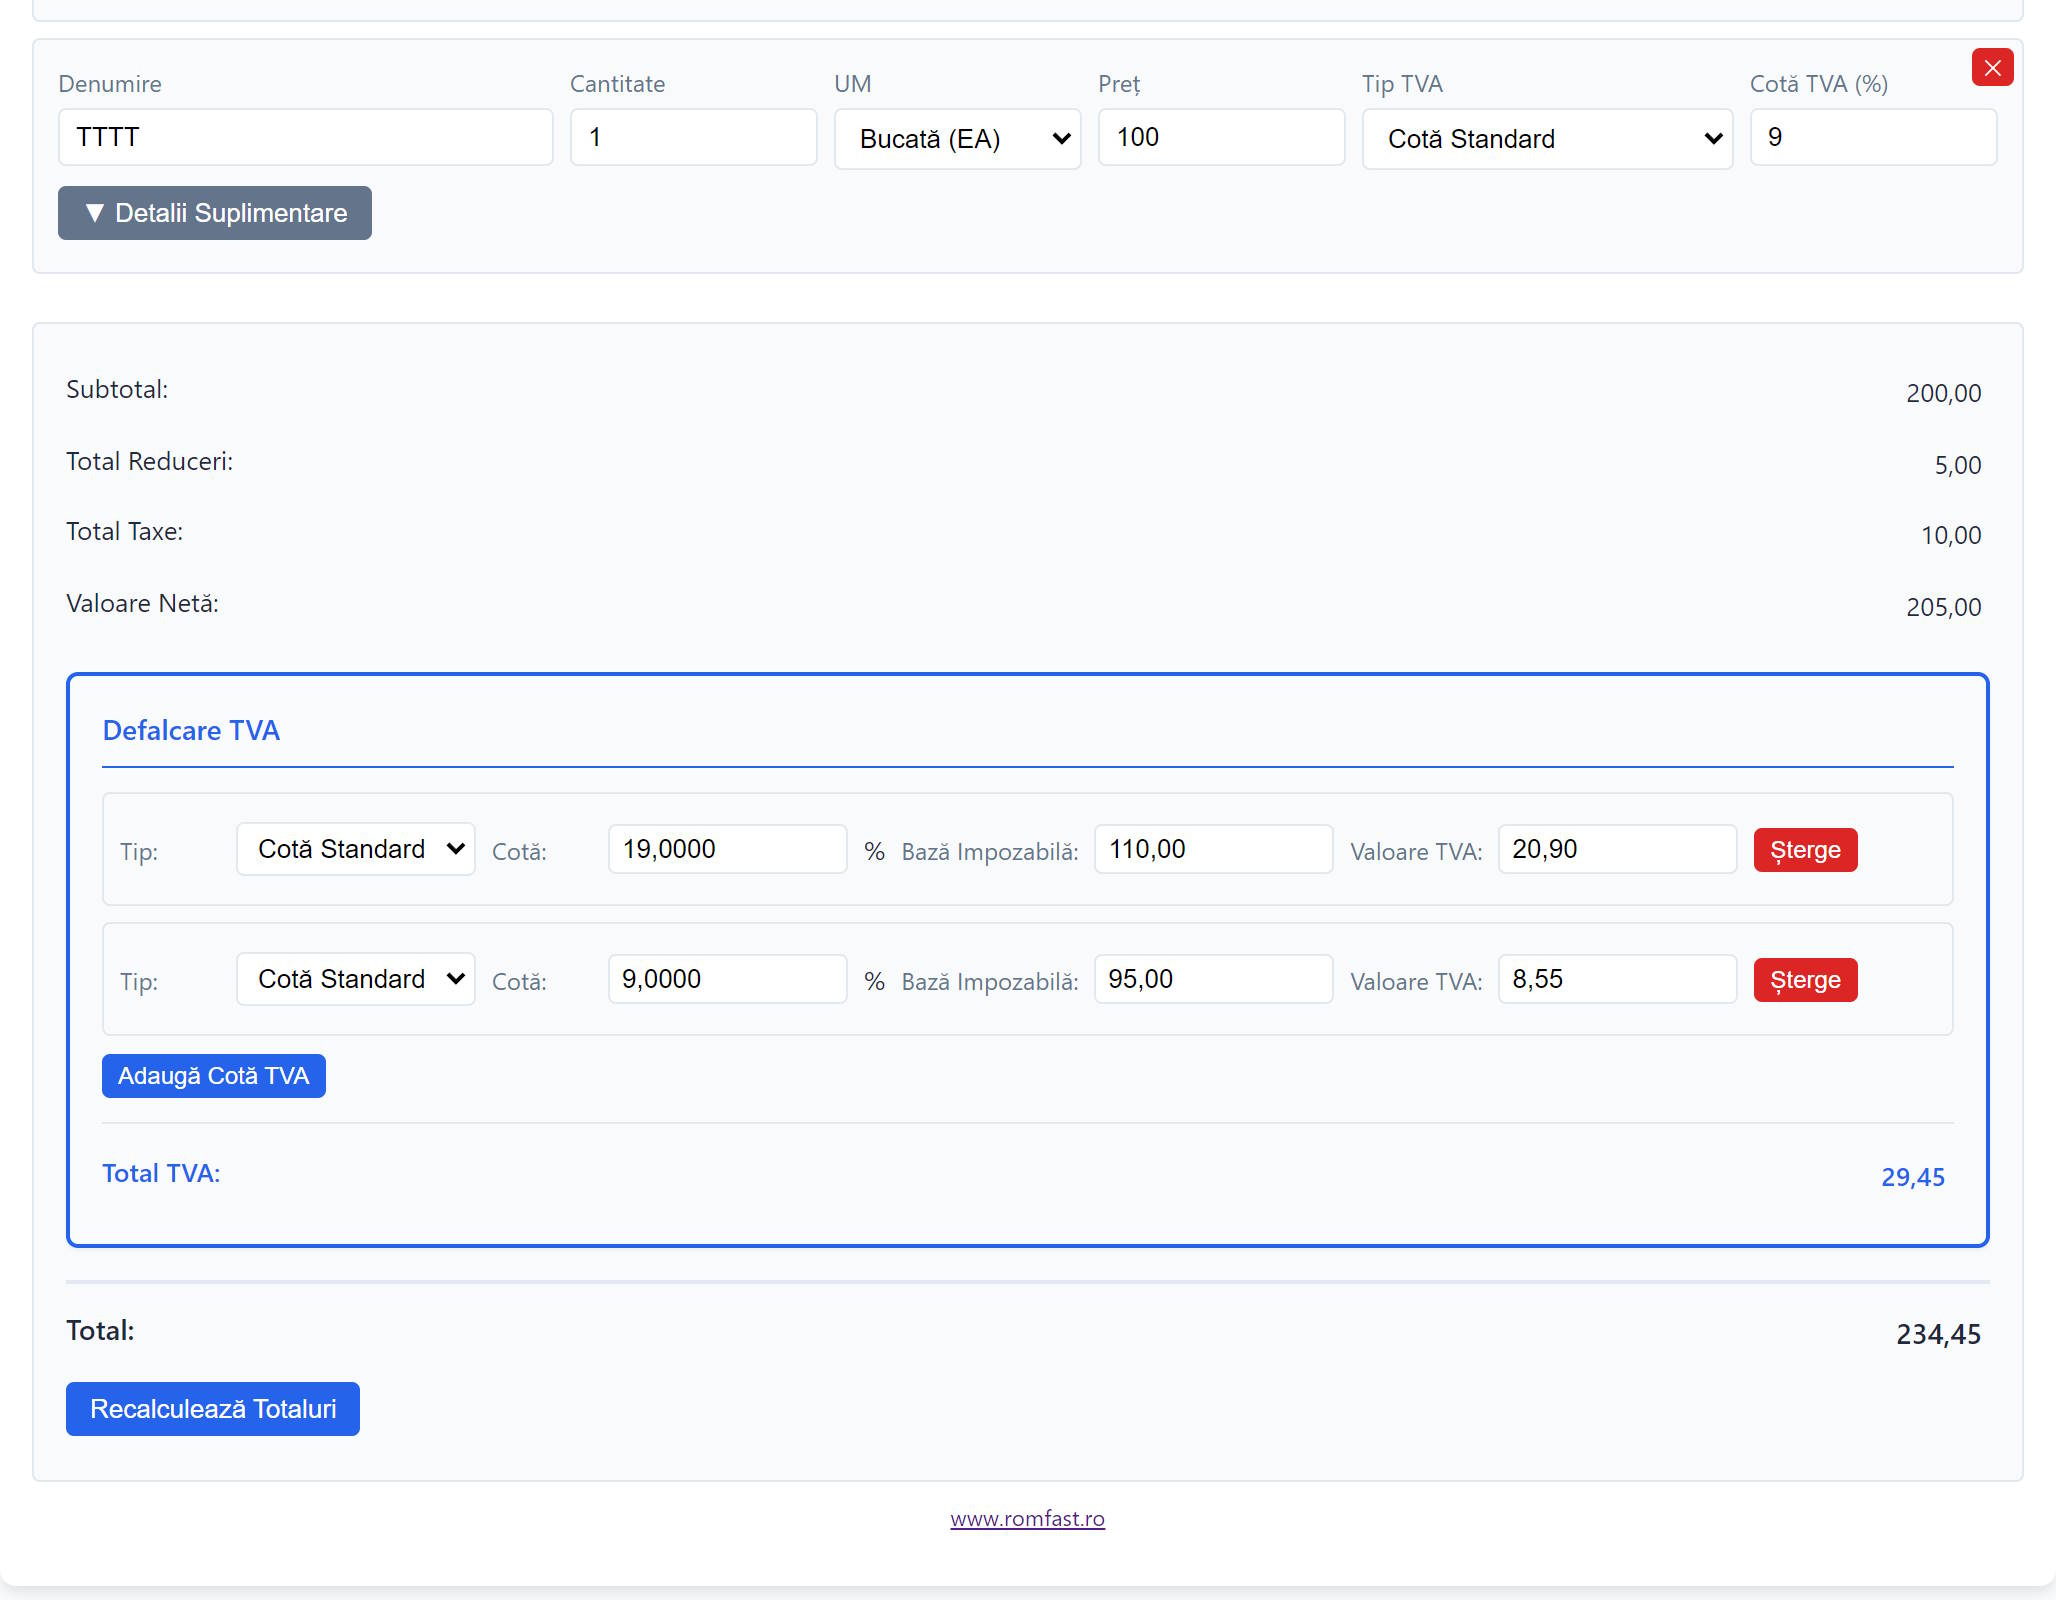 Denumire Cantitate UM Preț Tip TVA Cotă TVA (%)
TTTT 1 Bucată (EA) 100 Cotă Standard 9
▼ Detalii Suplimentare
Subtotal: 200,00
Total Reduceri: 5,00
Total Taxe: 10,00
Valoare Netă: 205,00
Defalcare TVA
Tip: Cotă Standard Cotă: 19,0000 % Bază Impozabilă: 110,00 Valoare TVA: 20,90 Șterge
Tip: Cotă Standard Cotă: 9,0000 % Bază Impozabilă: 95,00 Valoare TVA: 8,55 Șterge
Adaugă Cotă TVA
Total TVA: 29,45
Total: 234,45
Recalculează Totaluri
www.romfast.ro